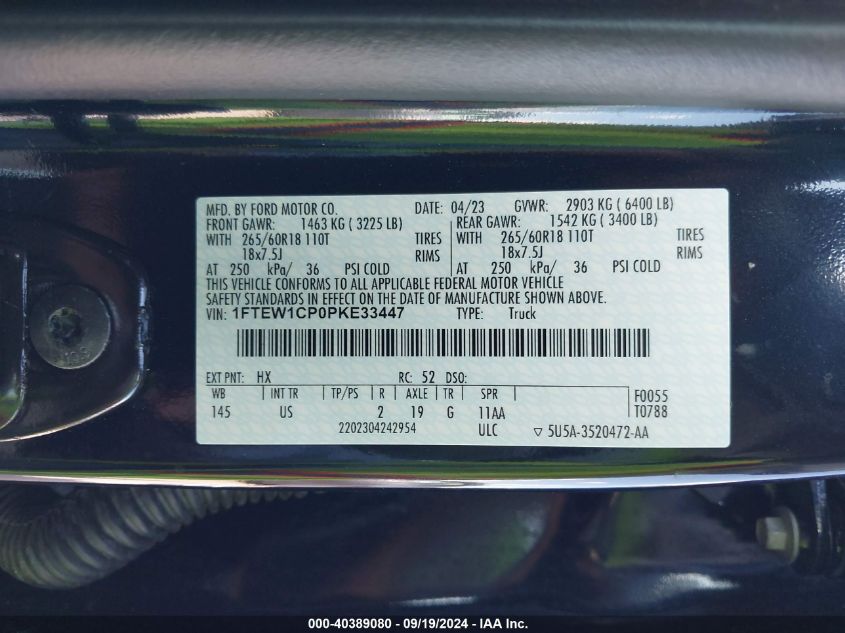 MFD. BY FORD MOTOR CO. DATE: 04/23 GVWR: 2903 KG ( 6400 LB)
FRONT GAWR: 1463 KG ( 3225 LB) REAR GAWR: 1542 KG ( 3400 LB)
WITH 265/60R18 110T TIRES WITH 265/60R18 110T TIRES
18x7.5J RIMS 18x7.5J RIMS
AT 250 kPa/ 36 PSI COLD AT 250 kPa/ 36 PSI COLD
THIS VEHICLE CONFORMS TO ALL APPLICABLE FEDERAL MOTOR VEHICLE
SAFETY STANDARDS IN EFFECT ON THE DATE OF MANUFACTURE SHOWN ABOVE.
VIN: 1FTEW1CP0PKE33447 TYPE: Truck
EXT PNT: HX RC: 52 DSO:
WB INT TR TP/PS R AXLE TR SPR F0055
145 US 2 19 G 11AA T0788
2202304242954 ULC ▽ 5U5A-3520472-AA
000-40389080 - 09/19/2024 - IAA Inc.